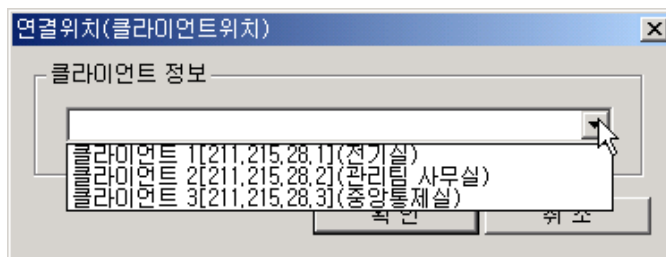 연결위치(클라이언트위치)
클라이언트 정보
클라이언트 1[211,215,28,1](전기실)
클라이언트 2[211,215,28,2](관리팀 사무실)
클라이언트 3[211,215,28,3](중앙통제실)
확 인 취 소